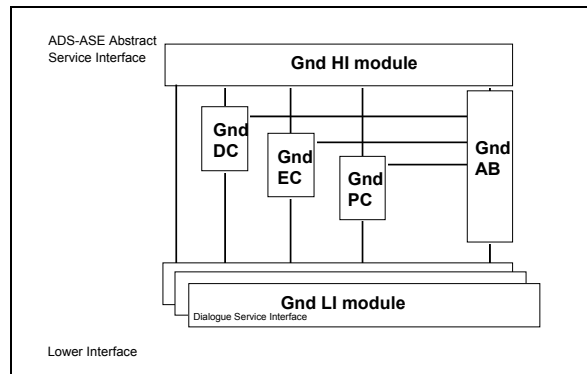 ADS-ASE Abstract
Service Interface
Gnd HI module
Gnd
DC
Gnd
EC
Gnd
PC
Gnd
AB
Gnd LI module
Dialogue Service Interface
Lower Interface